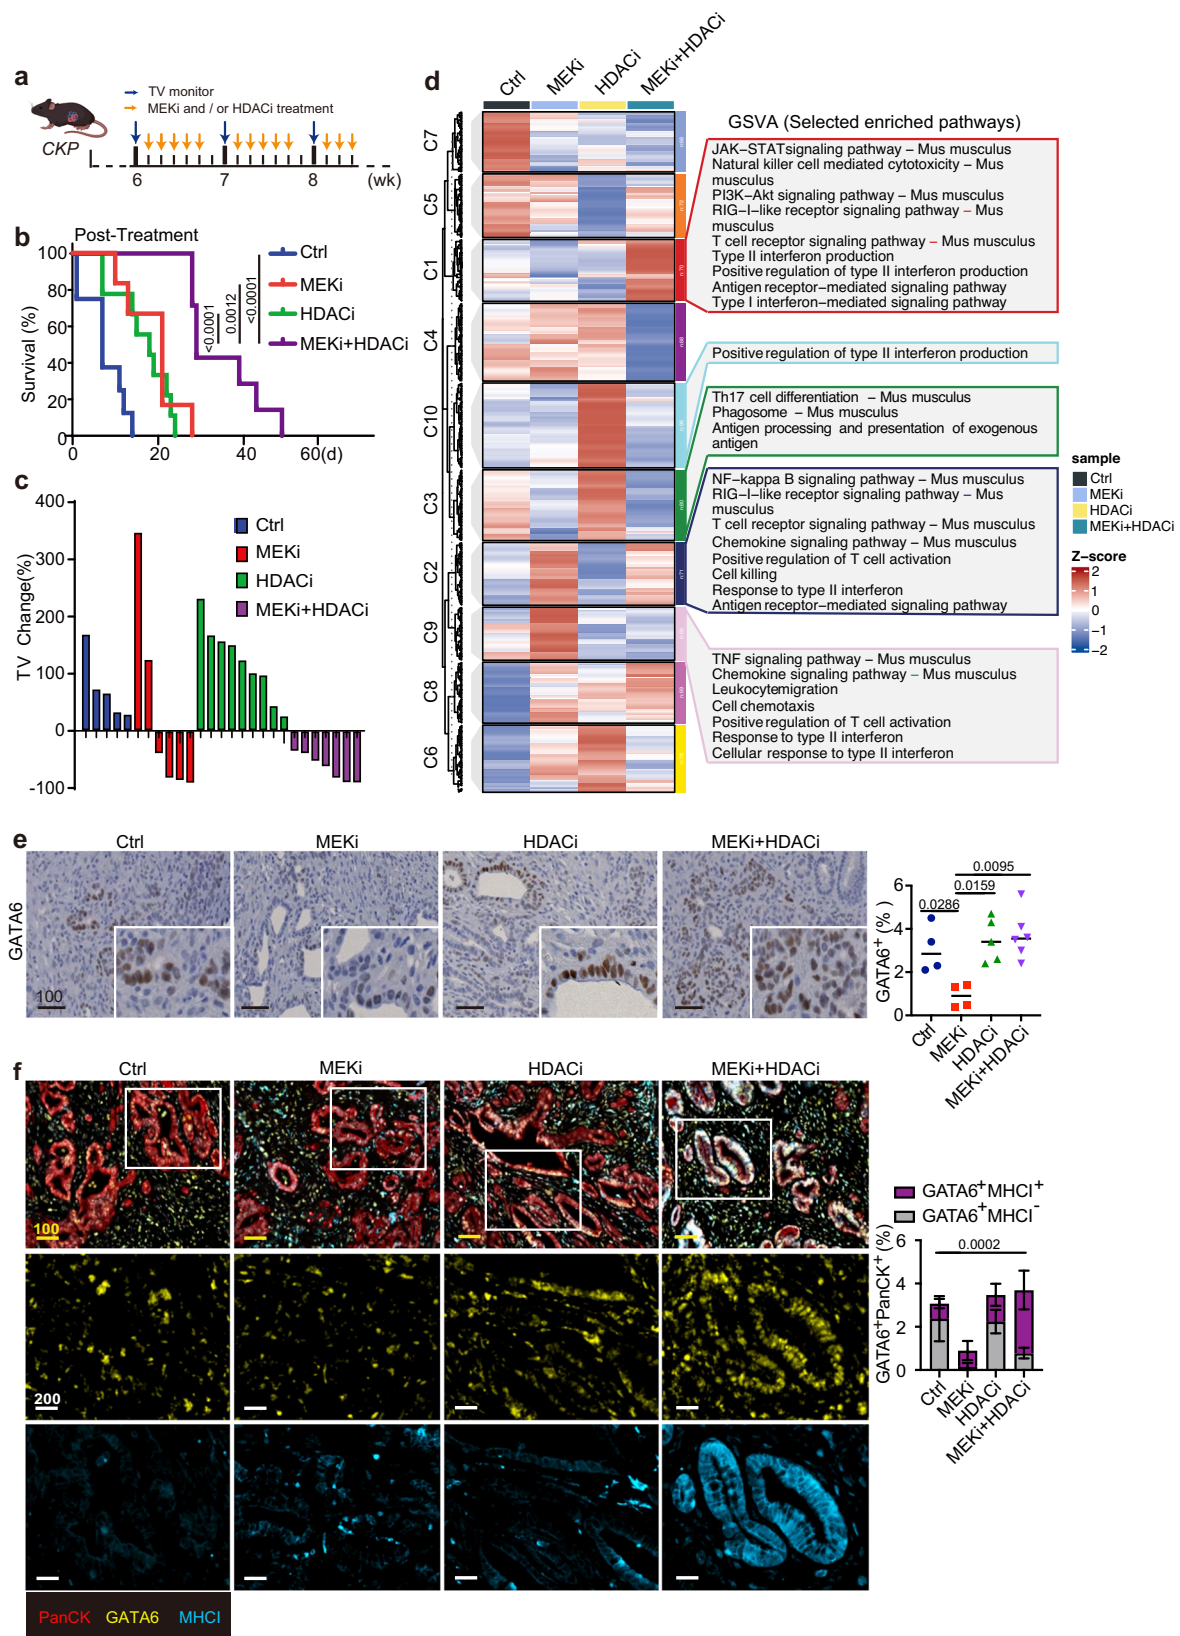 a
TV monitor
MEKi and / or HDACi treatment
CKP
6
7
8
(wk)
b
Post-Treatment
Survival (%)
100
80
60
40
20
0
0
20
40
60(d)
Ctrl
MEKi
HDACi
MEKi+HDACi
<0.0001
0.0012
<0.0001
c
TV Change(%)
400
300
200
100
0
-100
Ctrl
MEKi
HDACi
MEKi+HDACi
d
Ctrl
MEKi
HDACi
MEKi+HDACi
C7
C5
C1
C4
C10
C3
C2
C9
C8
C6
GSVA (Selected enriched pathways)
JAK−STATsignaling pathway − Mus musculus
Natural killer cell mediated cytotoxicity − Mus
musculus
PI3K−Akt signaling pathway − Mus musculus
RIG−I−like receptor signaling pathway − Mus
musculus
T cell receptor signaling pathway − Mus musculus
Type II interferon production
Positive regulation of type II interferon production
Antigen receptor−mediated signaling pathway
Type I interferon−mediated signaling pathway
Positive regulation of type II interferon production
Th17 cell differentiation − Mus musculus
Phagosome − Mus musculus
Antigen processing and presentation of exogenous
antigen
NF−kappa B signaling pathway − Mus musculus
RIG−I−like receptor signaling pathway − Mus
musculus
T cell receptor signaling pathway − Mus musculus
Chemokine signaling pathway − Mus musculus
Positive regulation of T cell activation
Cell killing
Response to type II interferon
Antigen receptor−mediated signaling pathway
TNF signaling pathway − Mus musculus
Chemokine signaling pathway − Mus musculus
Leukocytemigration
Cell chemotaxis
Positive regulation of T cell activation
Response to type II interferon
Cellular response to type II interferon
sample
Ctrl
MEKi
HDACi
MEKi+HDACi
Z−score
2
1
0
−1
−2
e
Ctrl
MEKi
HDACi
MEKi+HDACi
GATA6
100
GATA6+ (%)
6
4
2
0
0.0286
0.0159
0.0095
Ctrl
MEKi
HDACi
MEKi+HDACi
f
Ctrl
MEKi
HDACi
MEKi+HDACi
100
200
PanCK GATA6 MHCI
GATA6+MHCI+
GATA6+MHCI-
GATA6+PanCK+ (%)
6
4
2
0
0.0002
Ctrl
MEKi
HDACi
MEKi+HDACi